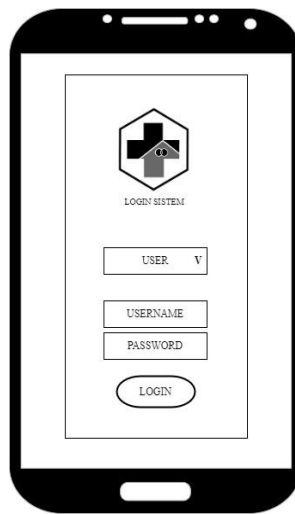 LOGIN SISTEM
USER V
USERNAME
PASSWORD
LOGIN